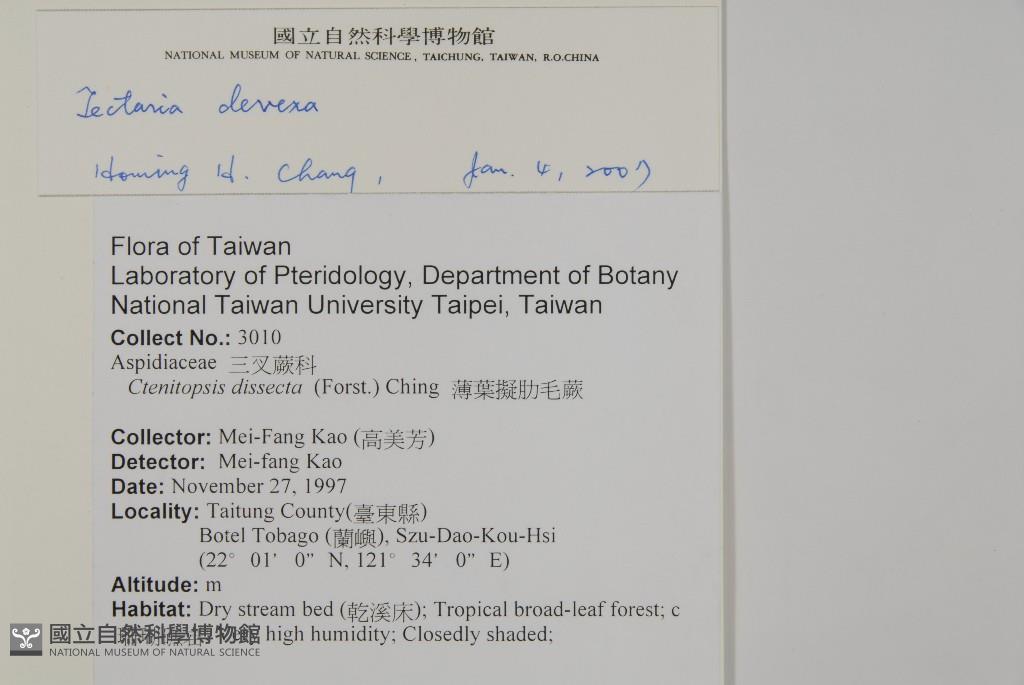 國立自然科學博物館
NATIONAL MUSEUM OF NATURAL SCIENCE, TAICHUNG, TAIWAN, R.O.CHINA
Tectaria devexa
Homing H. Chang, Jan. 4, 2007
Flora of Taiwan
Laboratory of Pteridology, Department of Botany
National Taiwan University Taipei, Taiwan
Collect No.: 3010
Aspidiaceae 三叉蕨科
Ctenitopsis dissecta (Forst.) Ching 薄葉擬肋毛蕨
Collector: Mei-Fang Kao (高美芳)
Detector: Mei-fang Kao
Date: November 27, 1997
Locality: Taitung County(臺東縣)
Botel Tobago (蘭嶼), Szu-Dao-Kou-Hsi
(22° 01' 0" N, 121° 34' 0" E)
Altitude: m
Habitat: Dry stream bed (乾溪床); Tropical broad-leaf forest; c
high humidity; Closedly shaded;
國立自然科學博物館
NATIONAL MUSEUM OF NATURAL SCIENCE